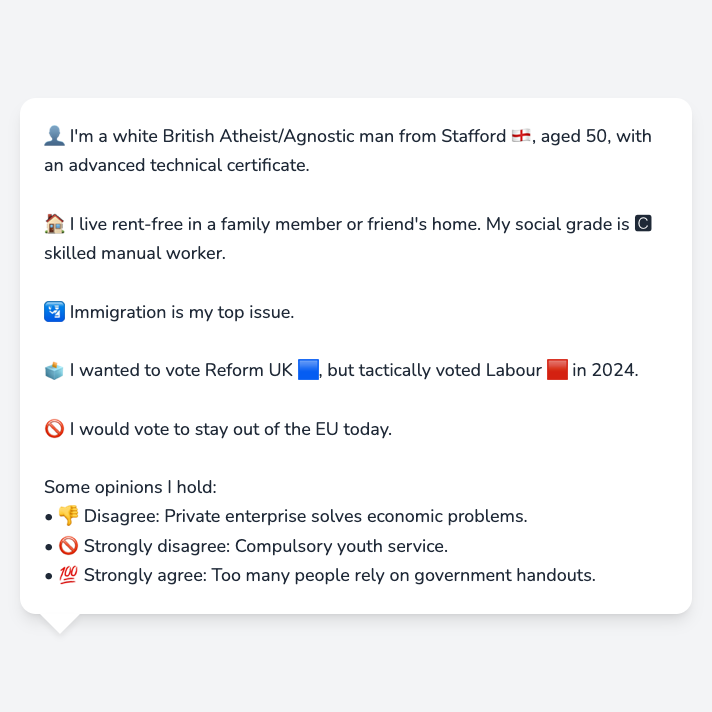 👤 I'm a white British Atheist/Agnostic man from Stafford 🏴󠁧󠁢󠁥󠁮󠁧󠁿, aged 50, with
an advanced technical certificate.
🏠 I live rent-free in a family member or friend's home. My social grade is 🅲
skilled manual worker.
🛂 Immigration is my top issue.
🗳️ I wanted to vote Reform UK 🟦, but tactically voted Labour 🟥 in 2024.
🚫 I would vote to stay out of the EU today.
Some opinions I hold:
• 👎 Disagree: Private enterprise solves economic problems.
• 🚫 Strongly disagree: Compulsory youth service.
• 💯 Strongly agree: Too many people rely on government handouts.